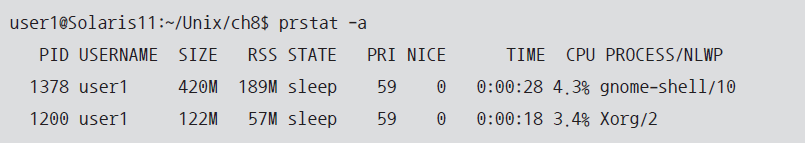 user1@Solaris11:~/Unix/ch8$ prstat -a
PID USERNAME SIZE RSS STATE PRI NICE TIME CPU PROCESS/NLWP
1378 user1 420M 189M sleep 59 0 0:00:28 4.3% gnome-shell/10
1200 user1 122M 57M sleep 59 0 0:00:18 3.4% Xorg/2